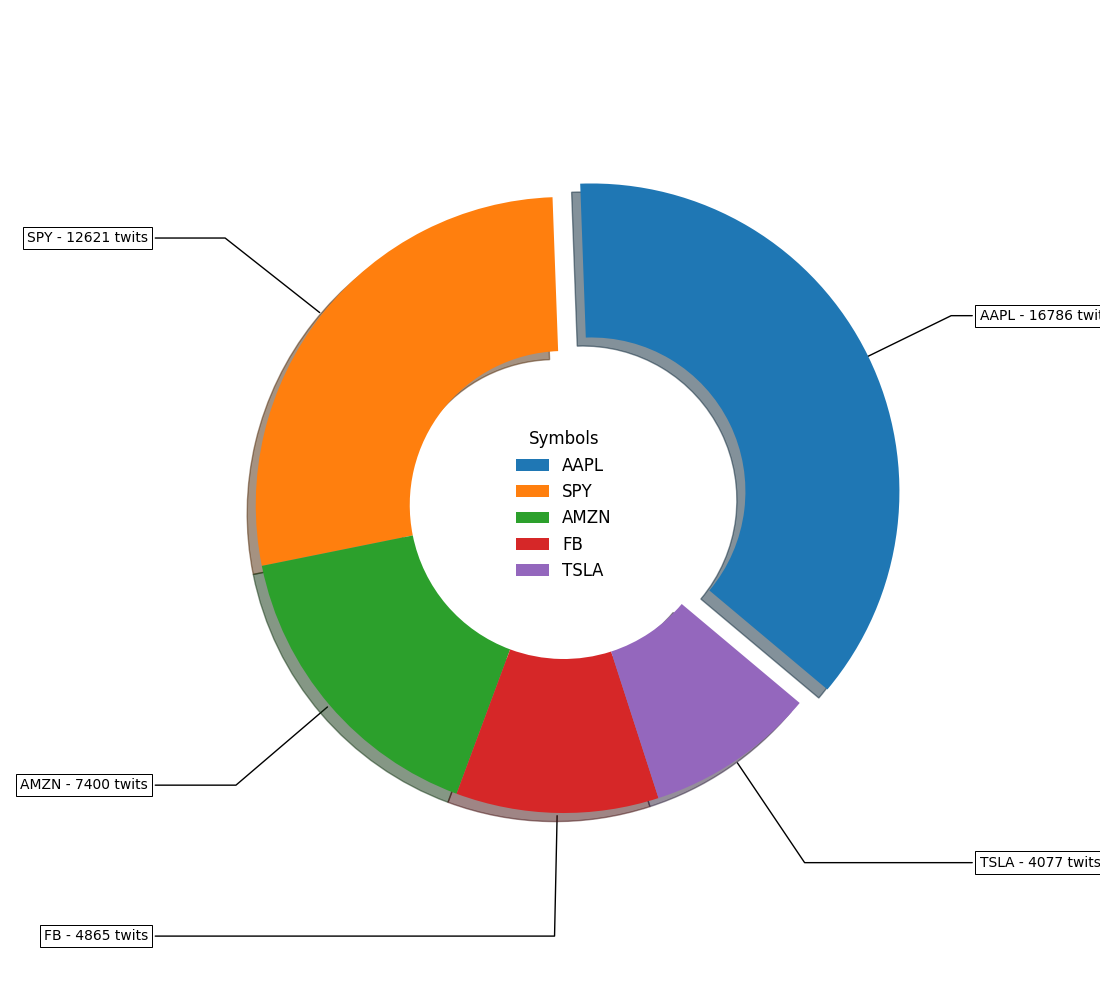 SPY - 12621 twits
AAPL - 16786 twit
Symbols
AAPL
SPY
AMZN
FB
TSLA
AMZN - 7400 twits
TSLA - 4077 twits
FB - 4865 twits